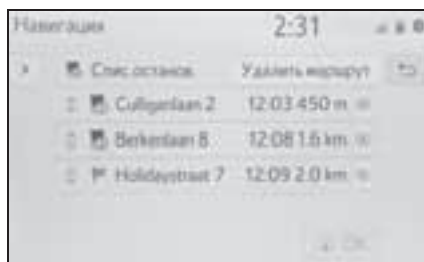 Навигация 2:31
Спис.останов. Удалить маршрут
Culliganlaan 2 12:03 450 m
Berkenlaan 8 12:08 1.6 km
Holidaystraat 7 12:09 2.0 km
OK